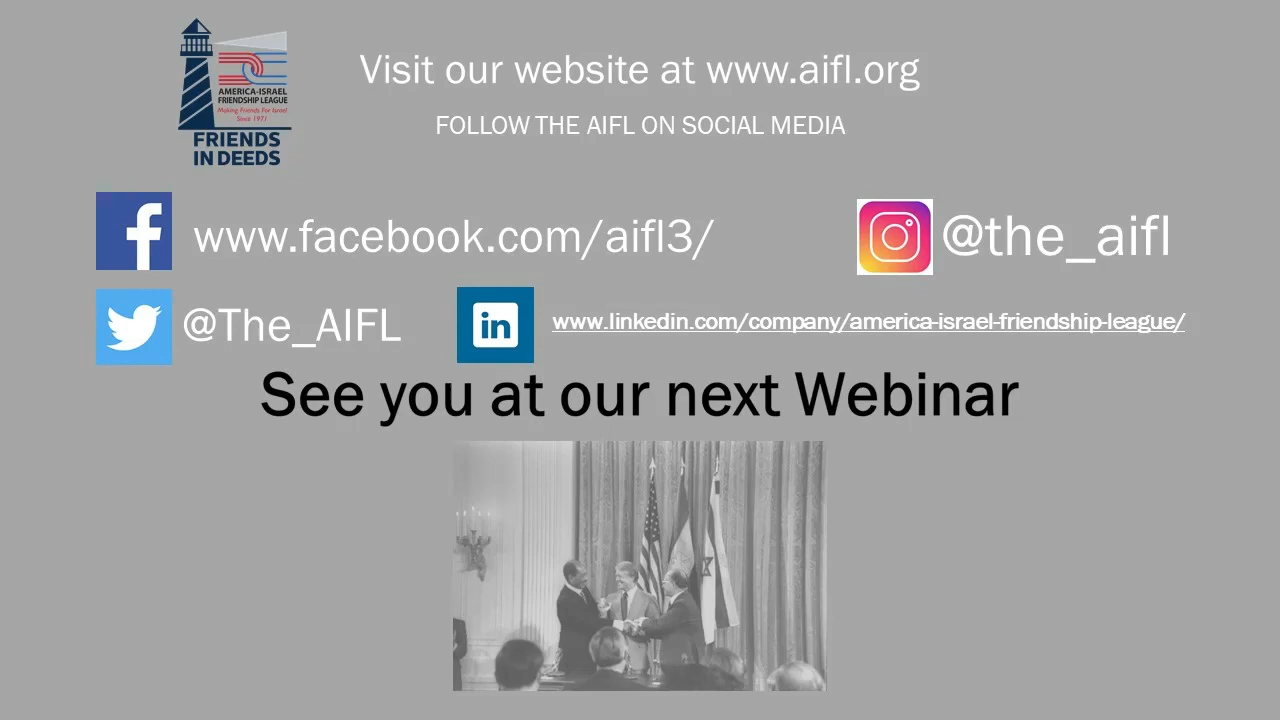 AMERICA-ISRAEL
FRIENDSHIP LEAGUE
Making Friends For Israel
Since 1971
FRIENDS
IN DEEDS
Visit our website at www.aifl.org
FOLLOW THE AIFL ON SOCIAL MEDIA
www.facebook.com/aifl3/
@the_aifl
@The_AIFL
www.linkedin.com/company/america-israel-friendship-league/
See you at our next Webinar